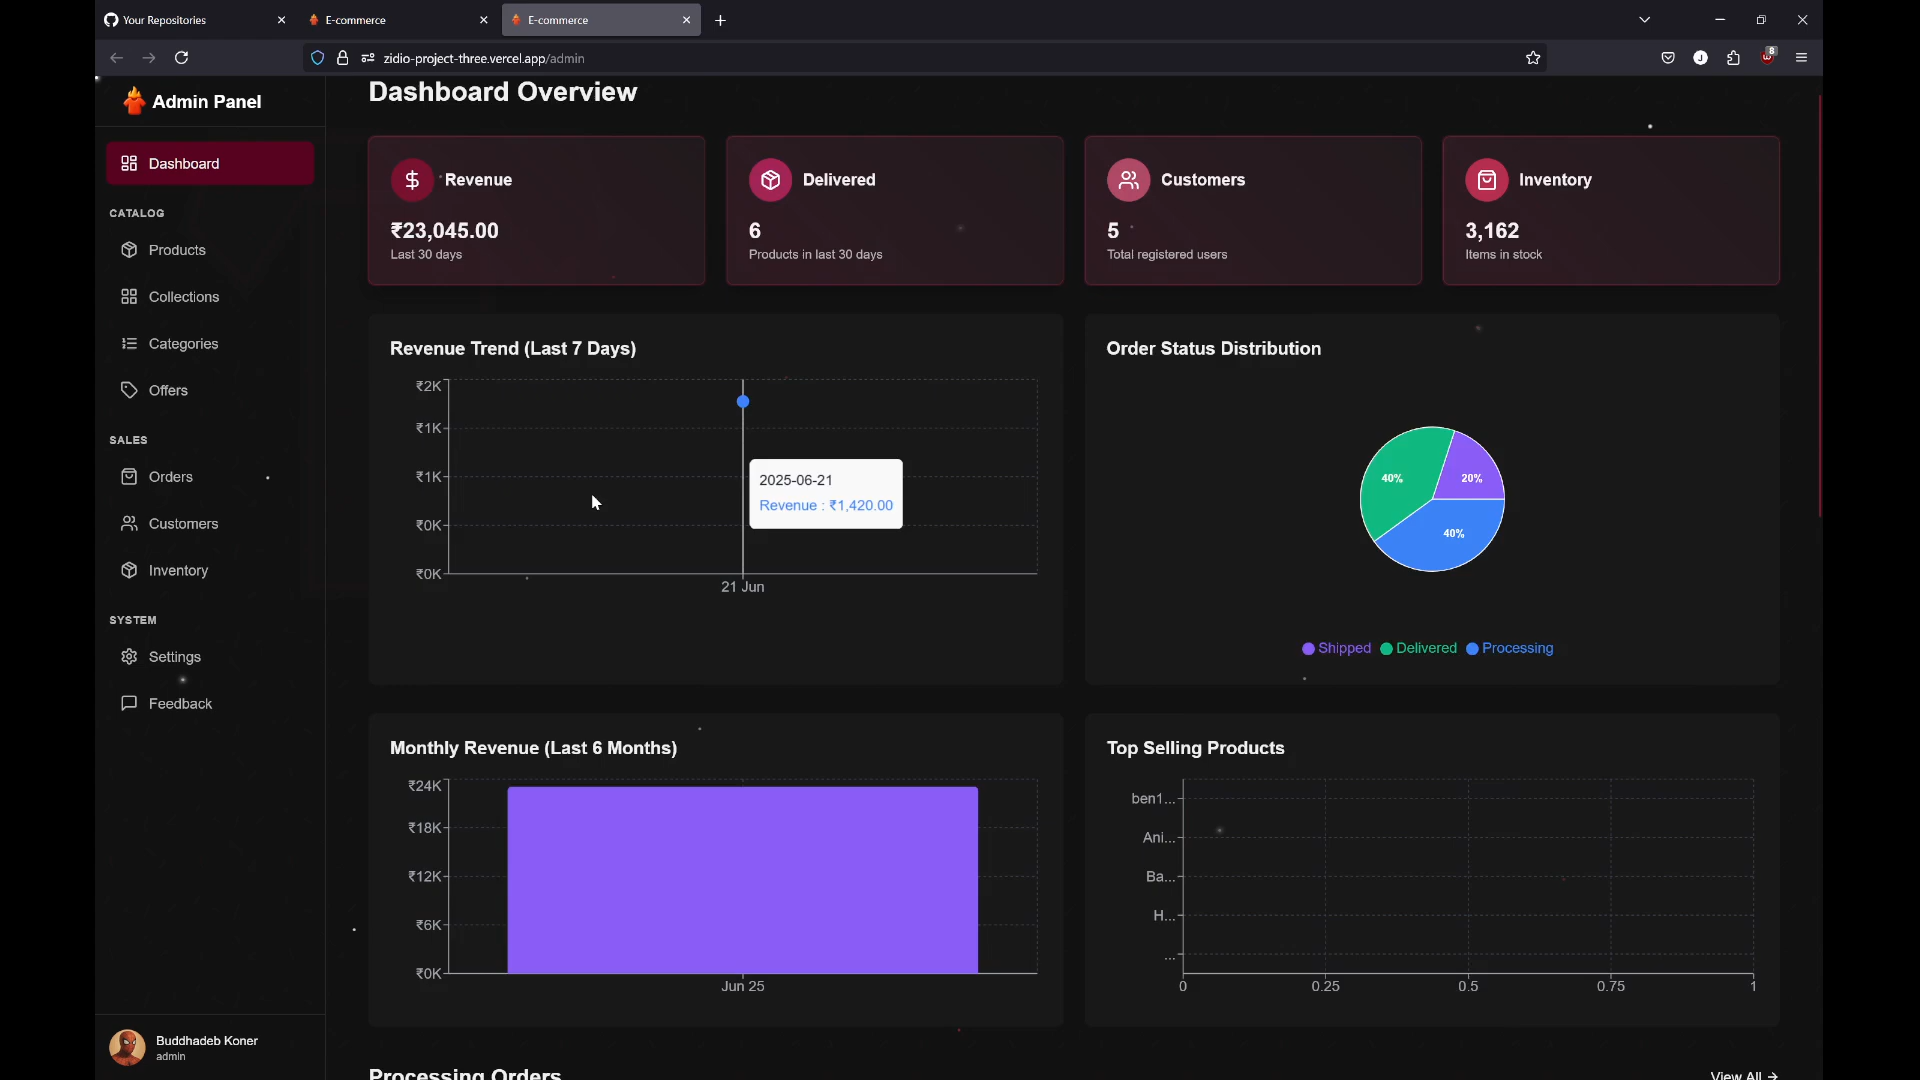 Your Repositories
E-commerce
E-commerce
zidio-project-three.vercel.app/admin
8
Admin Panel
Dashboard
CATALOG
Products
Collections
Categories
Offers
SALES
Orders
Customers
Inventory
SYSTEM
Settings
Feedback
Buddhadeb Koner
admin
Dashboard Overview
Revenue
₹23,045.00
Last 30 days
Delivered
6
Products in last 30 days
Customers
5
Total registered users
Inventory
3,162
Items in stock
Revenue Trend (Last 7 Days)
₹2K
₹1K
₹1K
₹0K
₹0K
21 Jun
2025-06-21
Revenue : ₹1,420.00
Order Status Distribution
40%
20%
40%
Shipped Delivered Processing
Monthly Revenue (Last 6 Months)
₹24K
₹18K
₹12K
₹6K
₹0K
Jun 25
Top Selling Products
ben1...
Ani...
Ba...
H...
...
0 0.25 0.5 0.75 1
Processing Orders
View All →